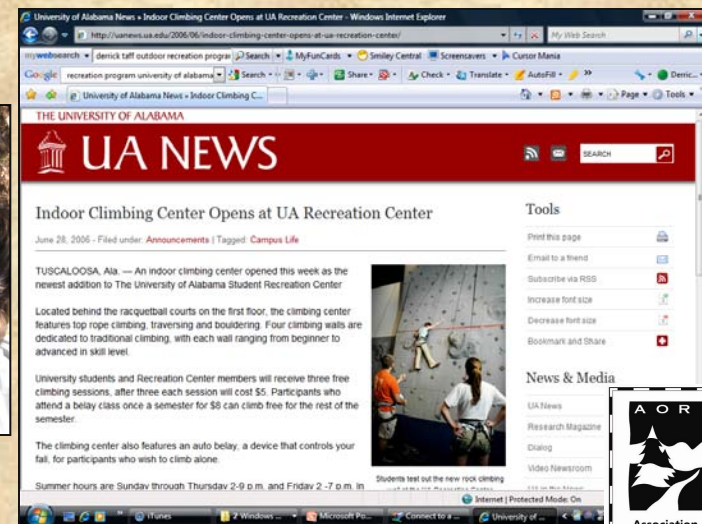 University of Alabama News » Indoor Climbing Center Opens at UA Recreation Center - Windows Internet Explorer
http://uanews.ua.edu/2006/06/indoor-climbing-center-opens-at-ua-recreation-center/
My Web Search
mywebsearch derrick taff outdoor recreation progra Search MyFunCards Smiley Central Screensavers Cursor Mania
Google recreation program university of alabama Search Share Check Translate AutoFill Derric...
University of Alabama News » Indoor Climbing C... Page Tools
THE UNIVERSITY OF ALABAMA
UA NEWS
SEARCH
Indoor Climbing Center Opens at UA Recreation Center
June 28, 2006 - Filed under: Announcements | Tagged: Campus Life
TUSCALOOSA, Ala. — An indoor climbing center opened this week as the
newest addition to The University of Alabama Student Recreation Center
Located behind the racquetball courts on the first floor, the climbing center
features top rope climbing, traversing and bouldering. Four climbing walls are
dedicated to traditional climbing, with each wall ranging from beginner to
advanced in skill level.
University students and Recreation Center members will receive three free
climbing sessions, after three each session will cost $5. Participants who
attend a belay class once a semester for $8 can climb free for the rest of the
semester.
The climbing center also features an auto belay, a device that controls your
fall, for participants who wish to climb alone.
Summer hours are Sunday through Thursday 2-9 p.m. and Friday 2 -7 p.m. In
Students test out the new rock climbing
Tools
Print this page
Email to a friend
Subscribe via RSS
Increase font size
Decrease font size
Bookmark and Share
News & Media
UA News
Research Magazine
Dialog
Video Newsroom
Internet | Protected Mode: On
iTunes 2 Windows ... Microsoft Po... Connect to a ... University of ...
A O R
Association